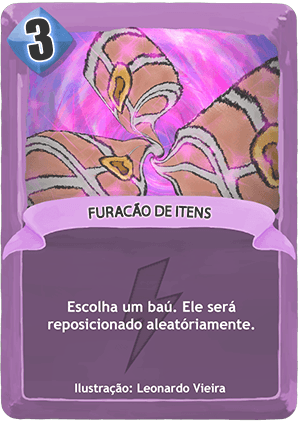 3
FURACÃO DE ITENS
Escolha um baú. Ele será
reposicionado aleatóriamente.
Ilustração: Leonardo Vieira